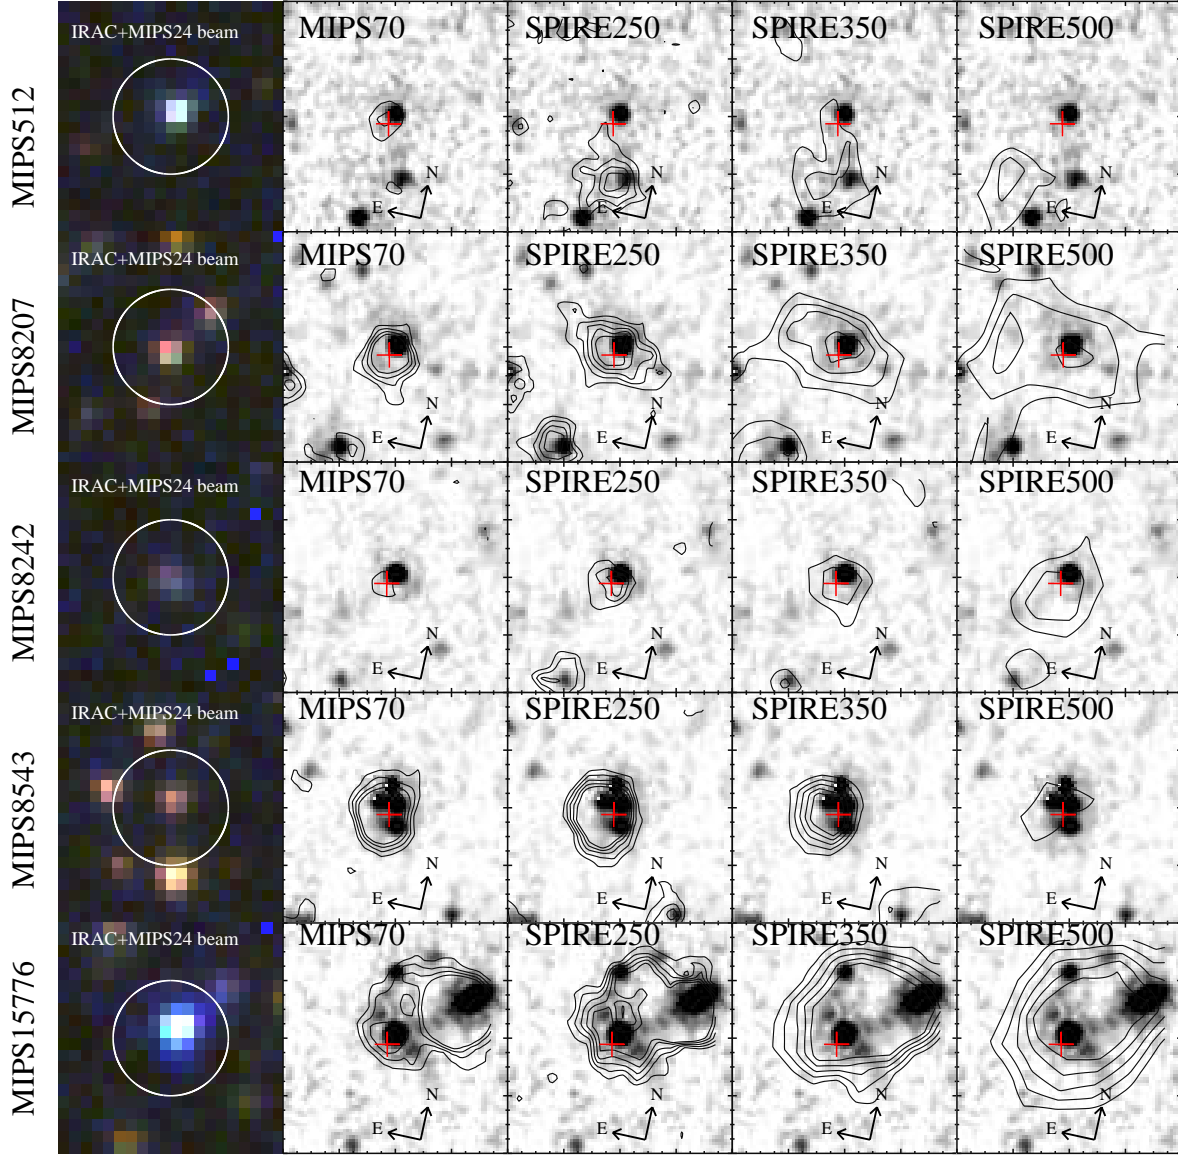 MIPS512
IRAC+MIPS24 beam
MIPS70
SPIRE250
SPIRE350
SPIRE500
N
E
N
E
N
E
N
E
MIPS8207
IRAC+MIPS24 beam
MIPS70
SPIRE250
SPIRE350
SPIRE500
N
E
N
E
N
E
N
E
MIPS8242
IRAC+MIPS24 beam
MIPS70
SPIRE250
SPIRE350
SPIRE500
N
E
N
E
N
E
N
E
MIPS8543
IRAC+MIPS24 beam
MIPS70
SPIRE250
SPIRE350
SPIRE500
N
E
N
E
N
E
N
E
MIPS15776
IRAC+MIPS24 beam
MIPS70
SPIRE250
SPIRE350
SPIRE500
N
E
N
E
N
E
N
E